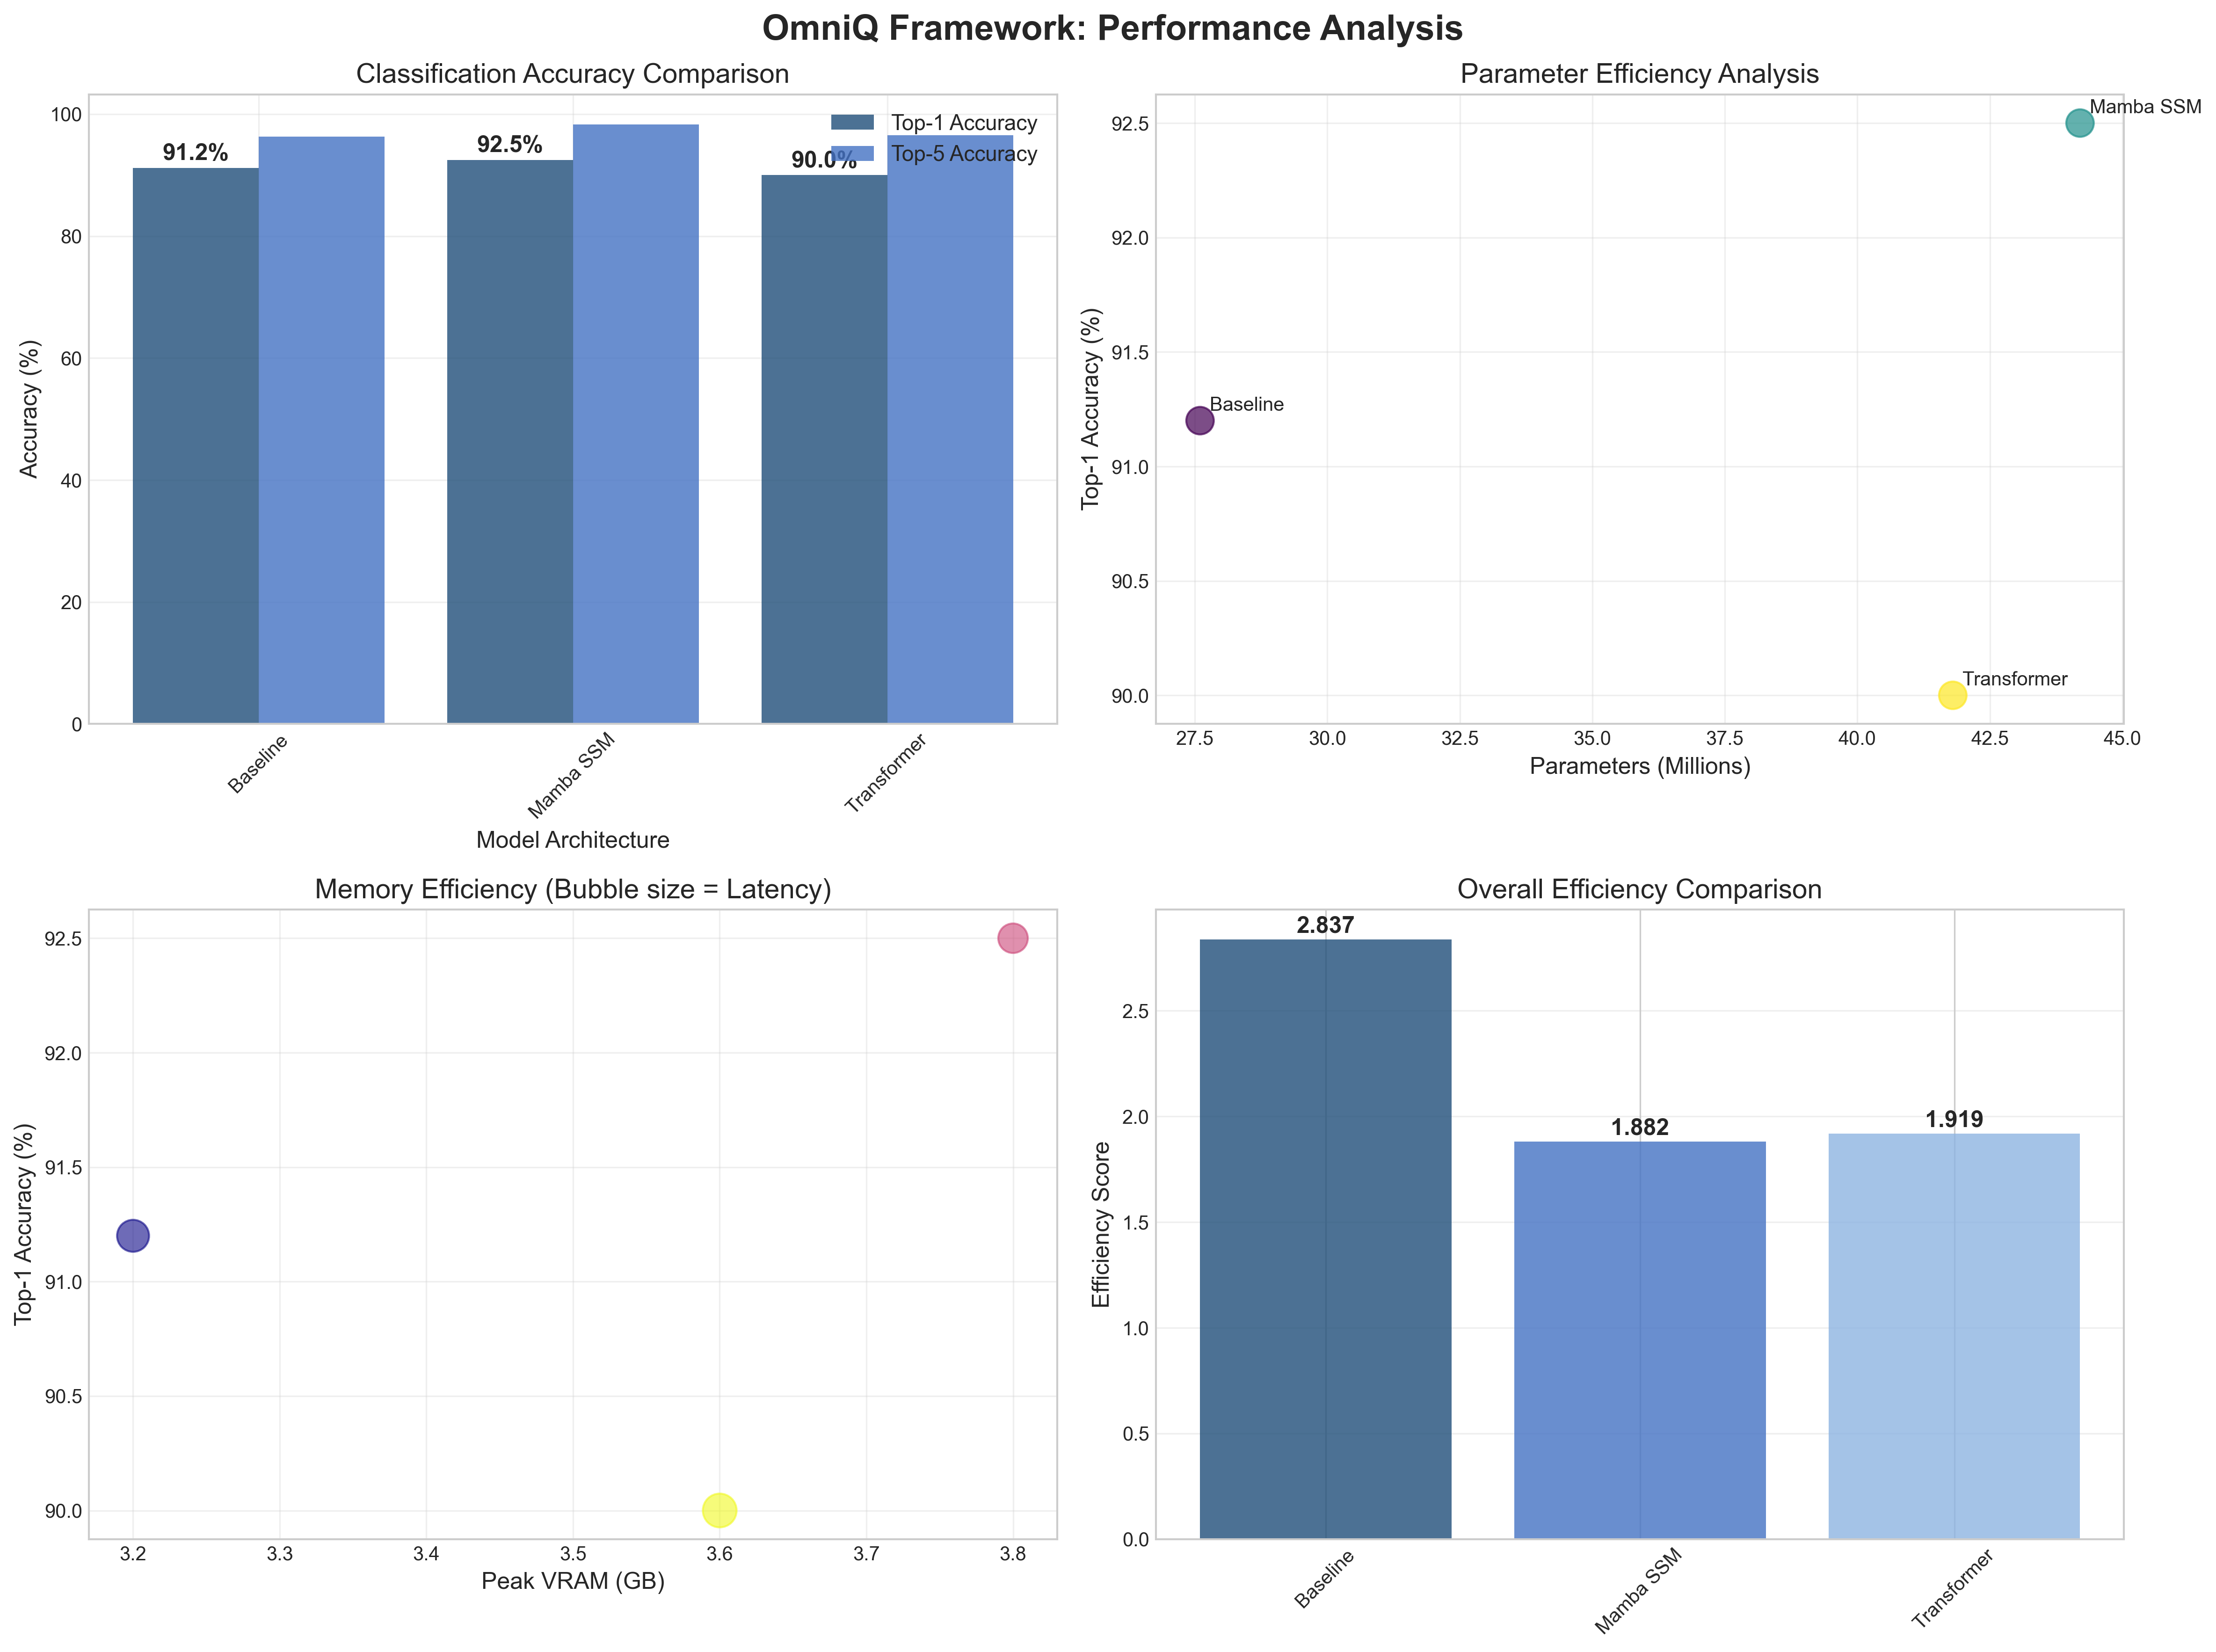 OmniQ Framework: Performance Analysis
Classification Accuracy Comparison
Accuracy (%)
100
80
60
40
20
0
91.2%
92.5%
90.0%
Top-1 Accuracy
Top-5 Accuracy
Baseline
Mamba SSM
Transformer
Model Architecture
Parameter Efficiency Analysis
Top-1 Accuracy (%)
92.5
92.0
91.5
91.0
90.5
90.0
Mamba SSM
Baseline
Transformer
27.5 30.0 32.5 35.0 37.5 40.0 42.5 45.0
Parameters (Millions)
Memory Efficiency (Bubble size = Latency)
Top-1 Accuracy (%)
92.5
92.0
91.5
91.0
90.5
90.0
3.2 3.3 3.4 3.5 3.6 3.7 3.8
Peak VRAM (GB)
Overall Efficiency Comparison
Efficiency Score
2.5
2.0
1.5
1.0
0.5
0.0
2.837
1.882
1.919
Baseline
Mamba SSM
Transformer